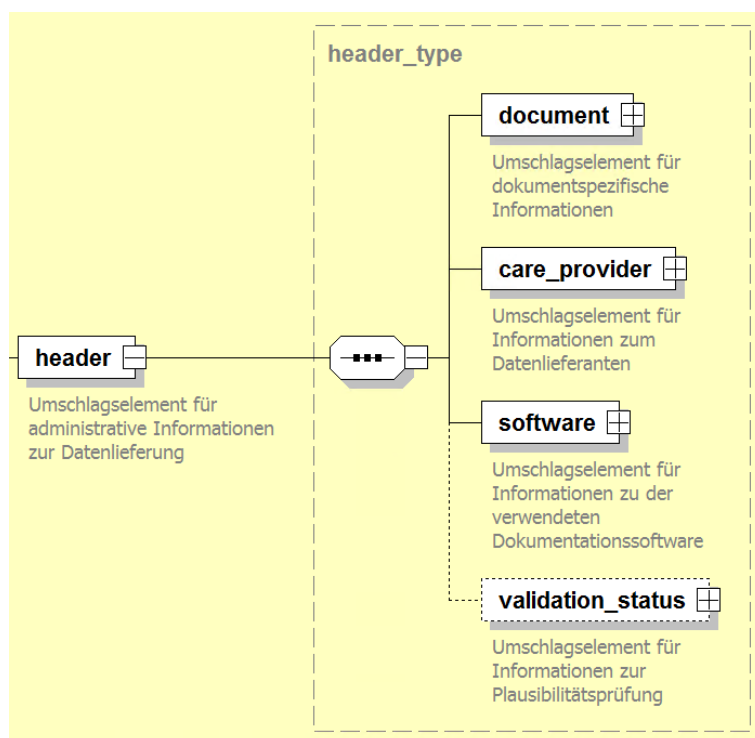 header_type
document
Umschlagselement für
dokumentspezifische
Informationen
care_provider
Umschlagselement für
Informationen zum
Datenlieferanten
header
Umschlagselement für
administrative Informationen
zur Datenlieferung
software
Umschlagselement für
Informationen zu der
verwendeten
Dokumentationssoftware
validation_status
Umschlagselement für
Informationen zur
Plausibilitätsprüfung